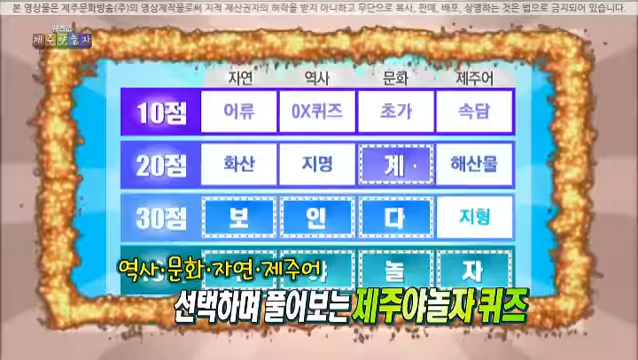 본 영상물은 제주문화방송(주)의 영상제작물로써 지적 재산권자의 허락을 받지 아니하고 무단으로 복사, 판매, 배포, 상영하는 것은 법으로 금지되어 있습니다.
제주야놀자
자연 역사 문화 제주어
10점 어류 OX퀴즈 초가 속담
20점 화산 지명 계· 해산물
30점 보 인 다 지형
야 놀 자
역사·문화·자연·제주어
선택하며 풀어보는 제주야놀자 퀴즈